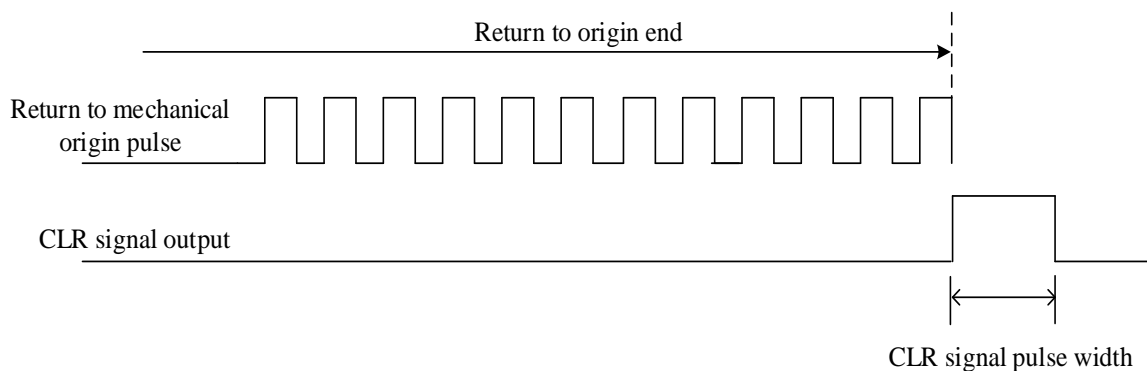 Return to origin end
Return to mechanical
origin pulse
CLR signal output
CLR signal pulse width